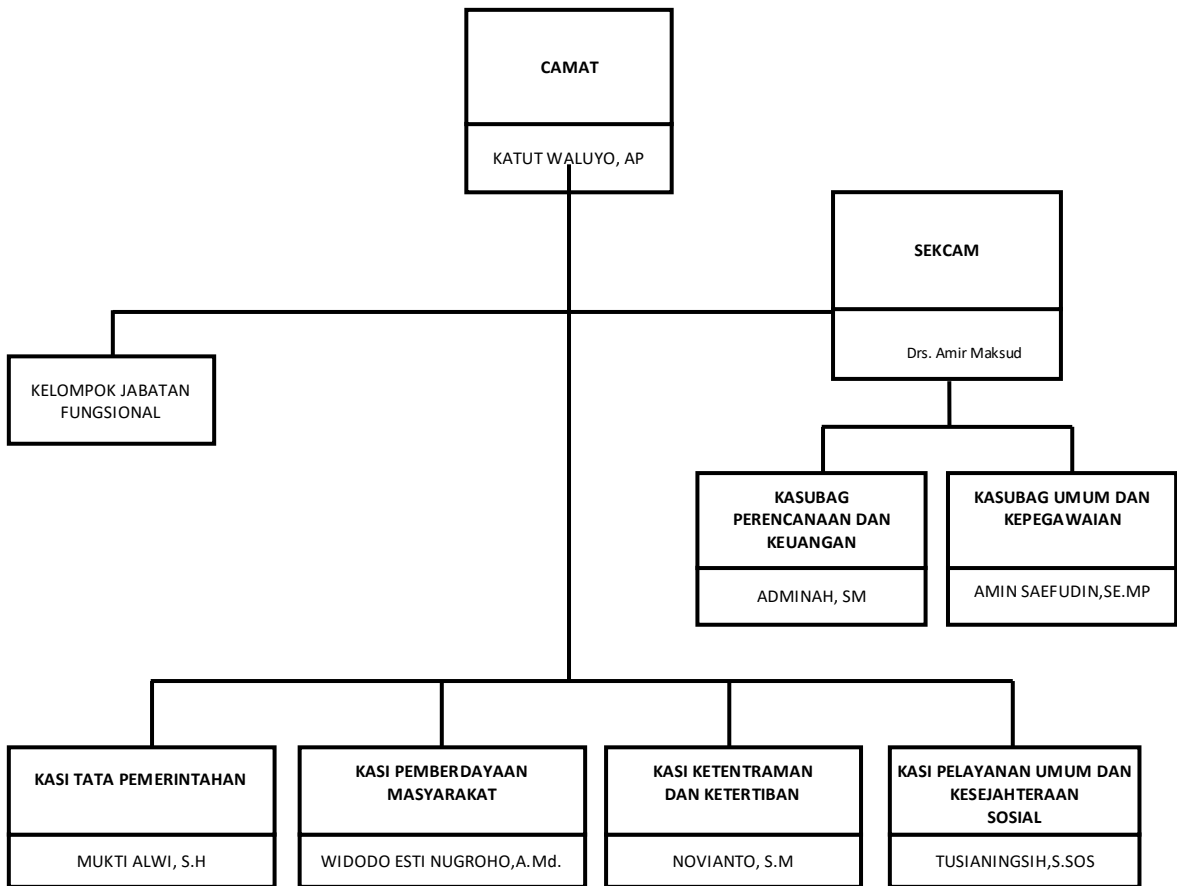 CAMAT
KATUT WALUYO, AP
SEKCAM
Drs. Amir Maksud
KELOMPOK JABATAN
FUNGSIONAL
KASUBAG
PERENCANAAN DAN
KEUANGAN
ADMINAH, SM
KASUBAG UMUM DAN
KEPEGAWAIAN
AMIN SAEFUDIN,SE.MP
KASI TATA PEMERINTAHAN
MUKTI ALWI, S.H
KASI PEMBERDAYAAN
MASYARAKAT
WIDODO ESTI NUGROHO,A.Md.
KASI KETENTRAMAN
DAN KETERTIBAN
NOVIANTO, S.M
KASI PELAYANAN UMUM DAN
KESEJAHTERAAN
SOSIAL
TUSIANINGSIH,S.SOS